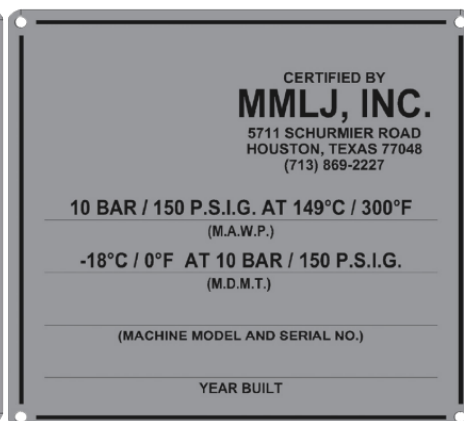 CERTIFIED BY
MMLJ, INC.
5711 SCHURMIER ROAD
HOUSTON, TEXAS 77048
(713) 869-2227
10 BAR / 150 P.S.I.G. AT 149°C / 300°F
(M.A.W.P.)
-18°C / 0°F AT 10 BAR / 150 P.S.I.G.
(M.D.M.T.)
(MACHINE MODEL AND SERIAL NO.)
YEAR BUILT